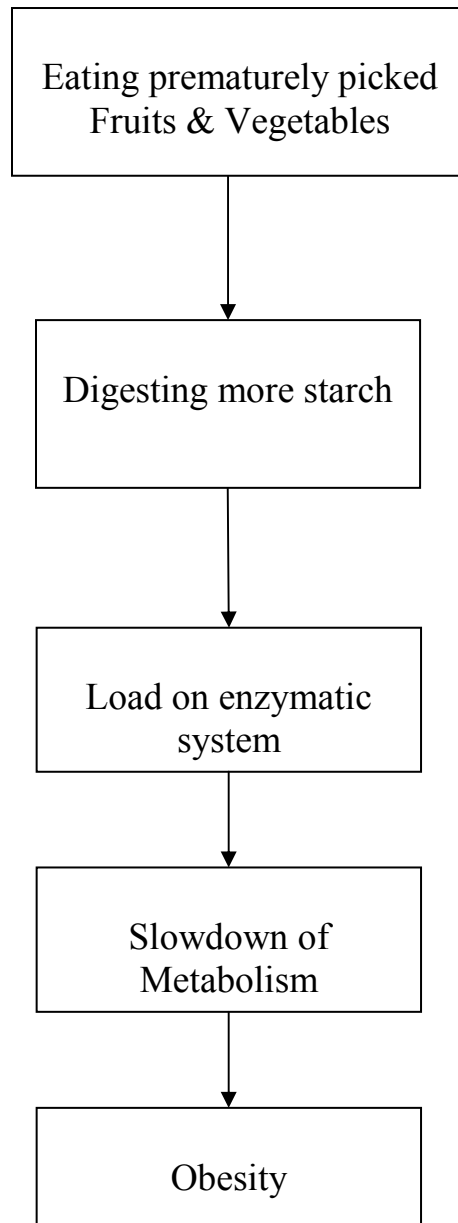 Eating prematurely picked
Fruits & Vegetables
Digesting more starch
Load on enzymatic
system
Slowdown of
Metabolism
Obesity